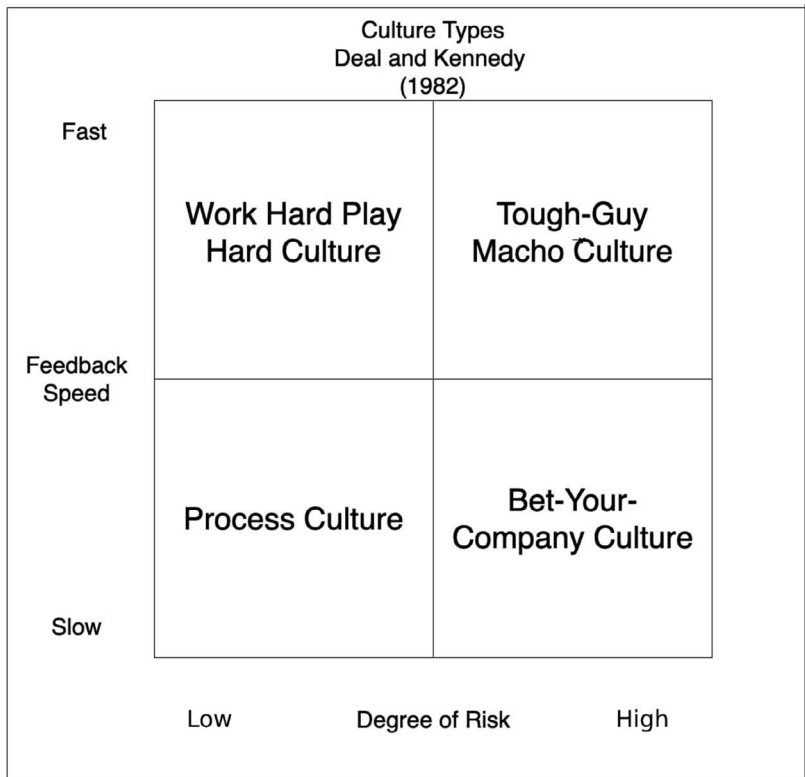 Culture Types
Deal and Kennedy
(1982)
Fast
Work Hard Play
Hard Culture
Tough-Guy
Macho Culture
Feedback
Speed
Process Culture
Bet-Your-
Company Culture
Slow
Low
Degree of Risk
High